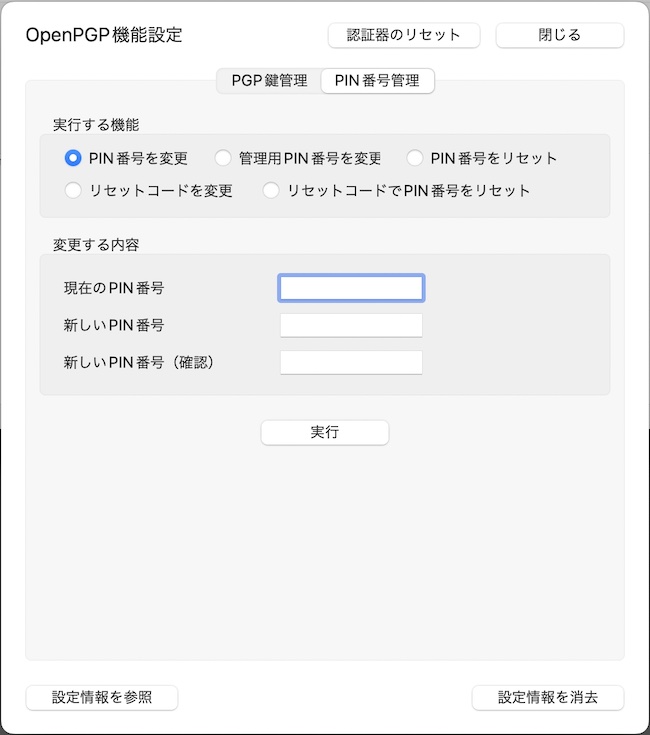 OpenPGP機能設定
認証器のリセット
閉じる
PGP鍵管理
PIN番号管理
実行する機能
PIN番号を変更
管理用PIN番号を変更
PIN番号をリセット
リセットコードを変更
リセットコードでPIN番号をリセット
変更する内容
現在のPIN番号
新しいPIN番号
新しいPIN番号（確認）
実行
設定情報を参照
設定情報を消去